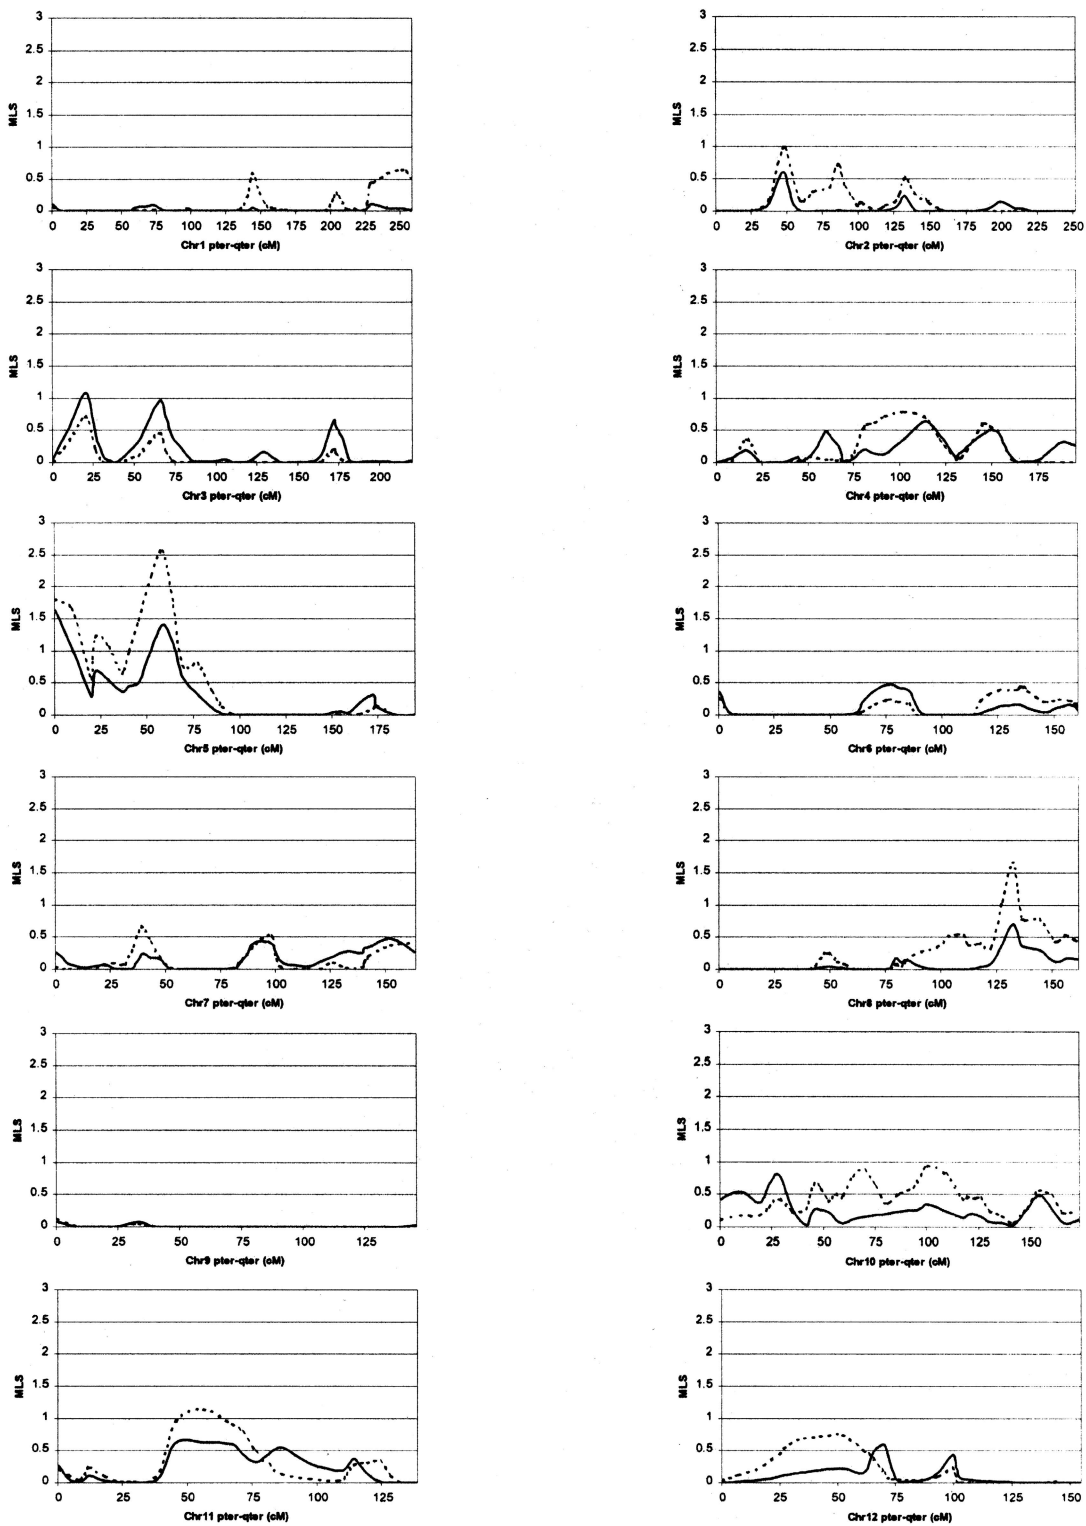 3
2.5
2
1.5
1
0.5
0
MLS
0 25 50 75 100 125 150 175 200 225 250
Chr1 pter-qter (cM)
3
2.5
2
1.5
1
0.5
0
MLS
0 25 50 75 100 125 150 175 200 225 250
Chr2 pter-qter (cM)
3
2.5
2
1.5
1
0.5
0
MLS
0 25 50 75 100 125 150 175 200
Chr3 pter-qter (cM)
3
2.5
2
1.5
1
0.5
0
MLS
0 25 50 75 100 125 150 175
Chr4 pter-qter (cM)
3
2.5
2
1.5
1
0.5
0
MLS
0 25 50 75 100 125 150 175
Chr5 pter-qter (cM)
3
2.5
2
1.5
1
0.5
0
MLS
0 25 50 75 100 125 150
Chr6 pter-qter (cM)
3
2.5
2
1.5
1
0.5
0
MLS
0 25 50 75 100 125 150
Chr7 pter-qter (cM)
3
2.5
2
1.5
1
0.5
0
MLS
0 25 50 75 100 125 150
Chr8 pter-qter (cM)
3
2.5
2
1.5
1
0.5
0
MLS
0 25 50 75 100 125
Chr9 pter-qter (cM)
3
2.5
2
1.5
1
0.5
0
MLS
0 25 50 75 100 125 150
Chr10 pter-qter (cM)
3
2.5
2
1.5
1
0.5
0
MLS
0 25 50 75 100 125
Chr11 pter-qter (cM)
3
2.5
2
1.5
1
0.5
0
MLS
0 25 50 75 100 125 150
Chr12 pter-qter (cM)